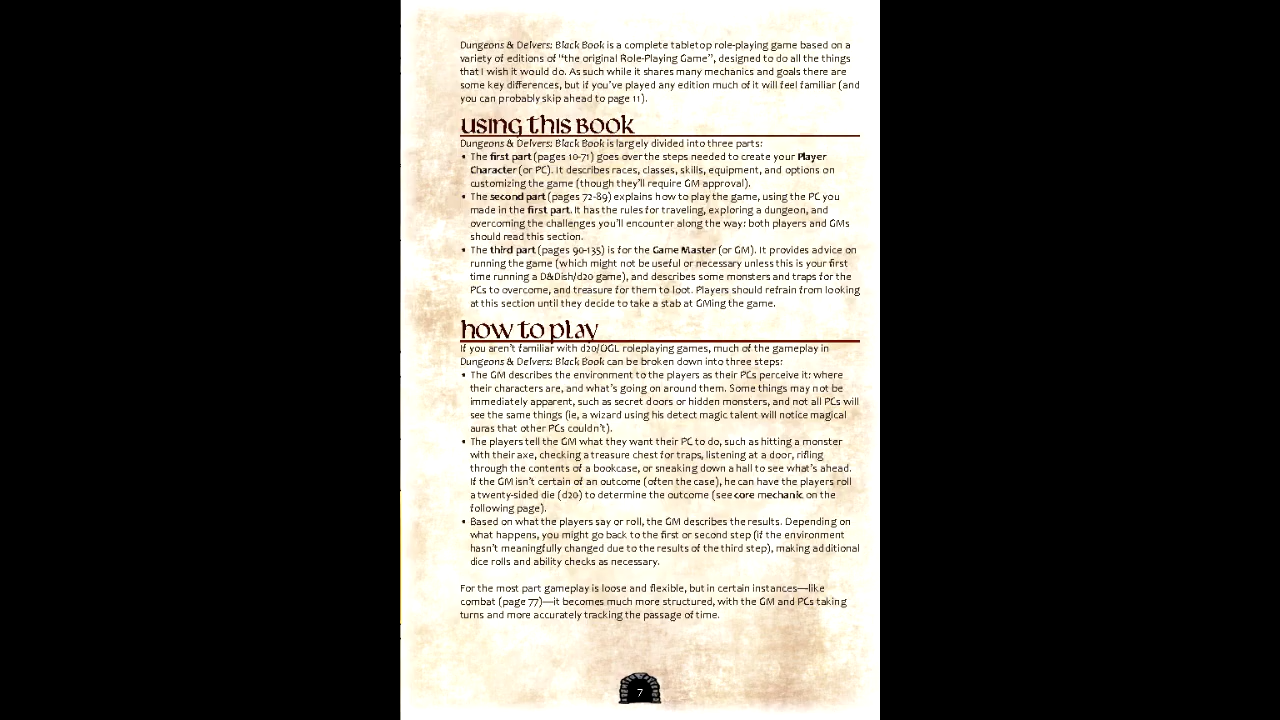 Dungeons & Delvers: Black Book is a complete tabletop role-playing game based on a
variety of editions of “the original Role-Playing Game”, designed to do all the things
that I wish it would do. As such while it shares many mechanics and goals there are
some key differences, but if you’ve played any edition much of it will feel familiar (and
you can probably skip ahead to page 11).
using this book
Dungeons & Delvers: Black Book is largely divided into three parts:
• The first part (pages 10-71) goes over the steps needed to create your Player
Character (or PC). It describes races, classes, skills, equipment, and options on
customizing the game (though they’ll require GM approval).
• The second part (pages 72-89) explains how to play the game, using the PC you
made in the first part. It has the rules for traveling, exploring a dungeon, and
overcoming the challenges you’ll encounter along the way: both players and GMs
should read this section.
• The third part (pages 90-135) is for the Game Master (or GM). It provides advice on
running the game (which might not be useful or necessary unless this is your first
time running a D&Dish/d20 game), and describes some monsters and traps for the
PCs to overcome, and treasure for them to loot. Players should refrain from looking
at this section until they decide to take a stab at GMing the game.
how to play
If you aren’t familiar with d20/OGL roleplaying games, much of the gameplay in
Dungeons & Delvers: Black Book can be broken down into three steps:
• The GM describes the environment to the players as their PCs perceive it: where
their characters are, and what’s going on around them. Some things may not be
immediately apparent, such as secret doors or hidden monsters, and not all PCs will
see the same things (ie, a wizard using his detect magic talent will notice magical
auras that other PCs couldn’t).
• The players tell the GM what they want their PC to do, such as hitting a monster
with their axe, checking a treasure chest for traps, listening at a door, rifling
through the contents of a bookcase, or sneaking down a hall to see what’s ahead.
If the GM isn’t certain of an outcome (often the case), he can have the players roll
a twenty-sided die (d20) to determine the outcome (see core mechanic on the
following page).
• Based on what the players say or roll, the GM describes the results. Depending on
what happens, you might go back to the first or second step (if the environment
hasn’t meaningfully changed due to the results of the third step), making additional
dice rolls and ability checks as necessary.
For the most part gameplay is loose and flexible, but in certain instances—like
combat (page 77)—it becomes much more structured, with the GM and PCs taking
turns and more accurately tracking the passage of time.
7